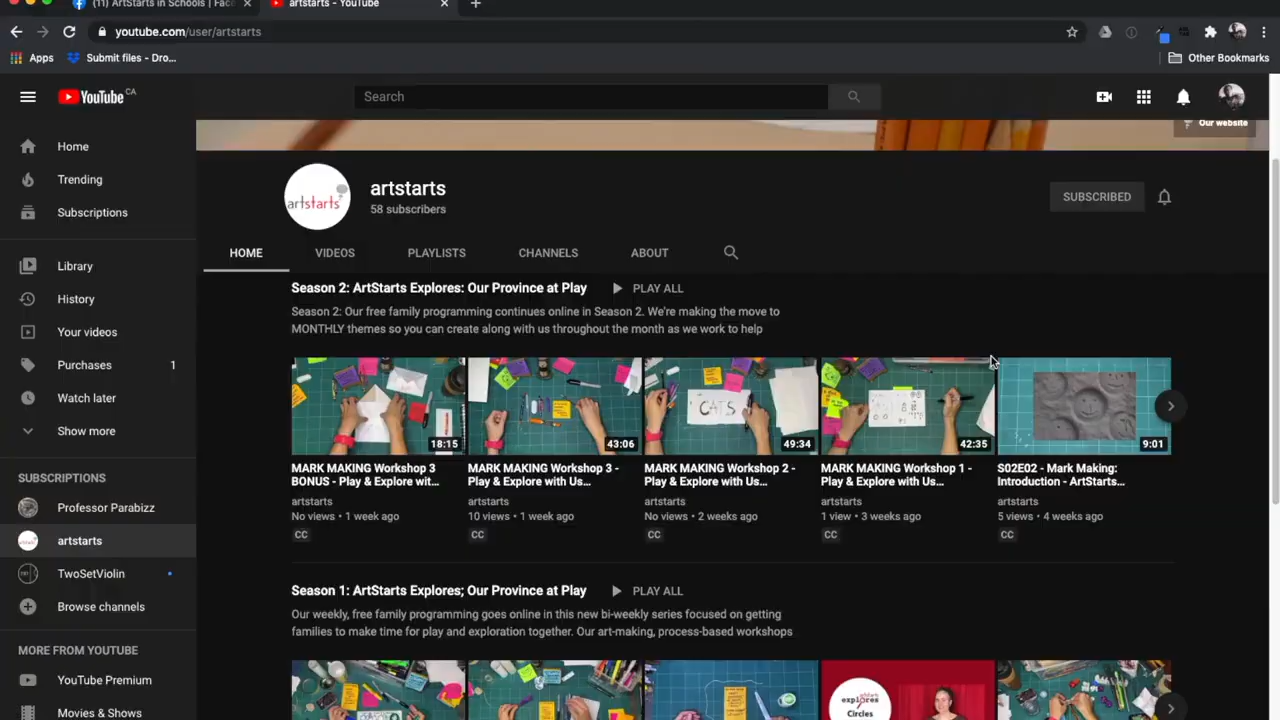 (11) ArtStarts in Schools | Fac
artstarts - YouTube
youtube.com/user/artstarts
Apps
Submit files - Dro...
Other Bookmarks
YouTube CA
Search
Our website
Home
Trending
Subscriptions
Library
History
Your videos
Purchases 1
Watch later
Show more
SUBSCRIPTIONS
Professor Parabizz
artstarts
TwoSetViolin
Browse channels
MORE FROM YOUTUBE
YouTube Premium
Movies & Shows
artstarts
artstarts
58 subscribers
SUBSCRIBED
HOME VIDEOS PLAYLISTS CHANNELS ABOUT
Season 2: ArtStarts Explores: Our Province at Play PLAY ALL
Season 2: Our free family programming continues online in Season 2. We're making the move to
MONTHLY themes so you can create along with us throughout the month as we work to help
18:15
MARK MAKING Workshop 3
BONUS - Play & Explore wit...
artstarts
No views • 1 week ago
CC
43:06
MARK MAKING Workshop 3 -
Play & Explore with Us...
artstarts
10 views • 1 week ago
CC
CATS
49:34
MARK MAKING Workshop 2 -
Play & Explore with Us...
artstarts
No views • 2 weeks ago
CC
42:35
MARK MAKING Workshop 1 -
Play & Explore with Us...
artstarts
1 view • 3 weeks ago
CC
9:01
S02E02 - Mark Making:
Introduction - ArtStarts...
artstarts
5 views • 4 weeks ago
CC
Season 1: ArtStarts Explores; Our Province at Play PLAY ALL
Our weekly, free family programming goes online in this new bi-weekly series focused on getting
families to make time for play and exploration together. Our art-making, process-based workshops
artstarts
explores
Circles